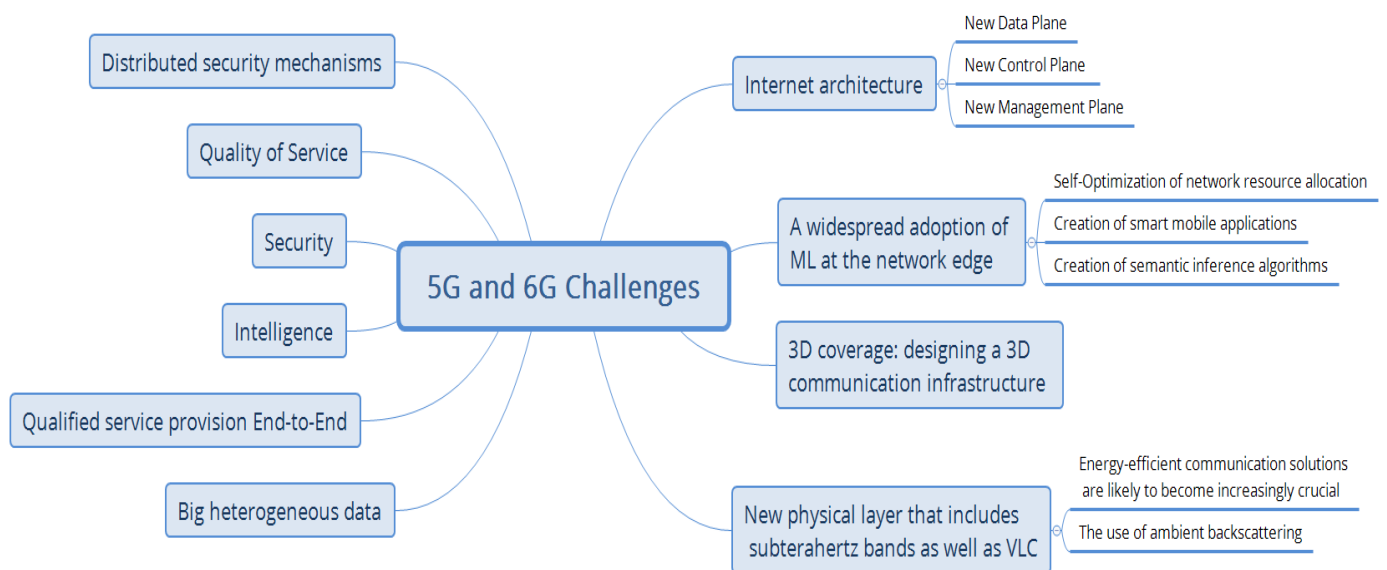 5G and 6G Challenges
Distributed security mechanisms
Quality of Service
Security
Intelligence
Qualified service provision End-to-End
Big heterogeneous data
Internet architecture
New Data Plane
New Control Plane
New Management Plane
A widespread adoption of
ML at the network edge
Self-Optimization of network resource allocation
Creation of smart mobile applications
Creation of semantic inference algorithms
3D coverage: designing a 3D
communication infrastructure
New physical layer that includes
subterahertz bands as well as VLC
Energy-efficient communication solutions
are likely to become increasingly crucial
The use of ambient backscattering